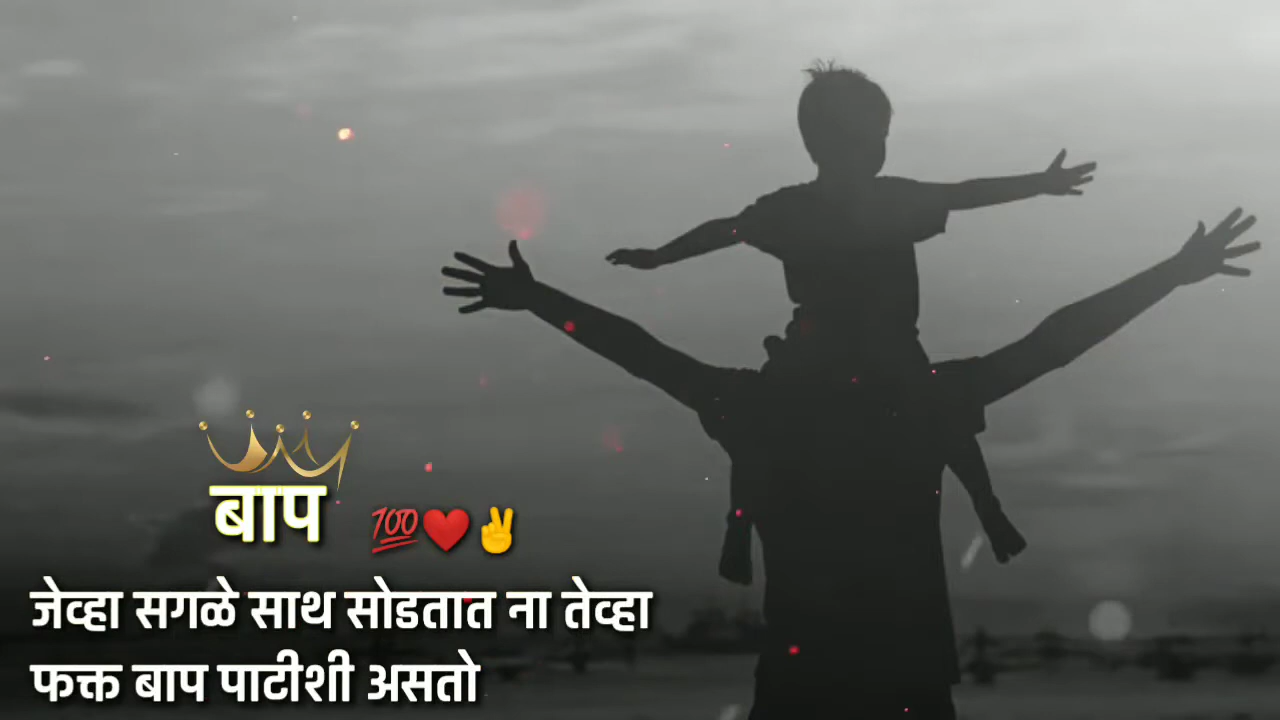 बाप 💯❤️✌️
जेव्हा सगळे साथ सोडतात ना तेव्हा
फक्त बाप पाटीशी असतो